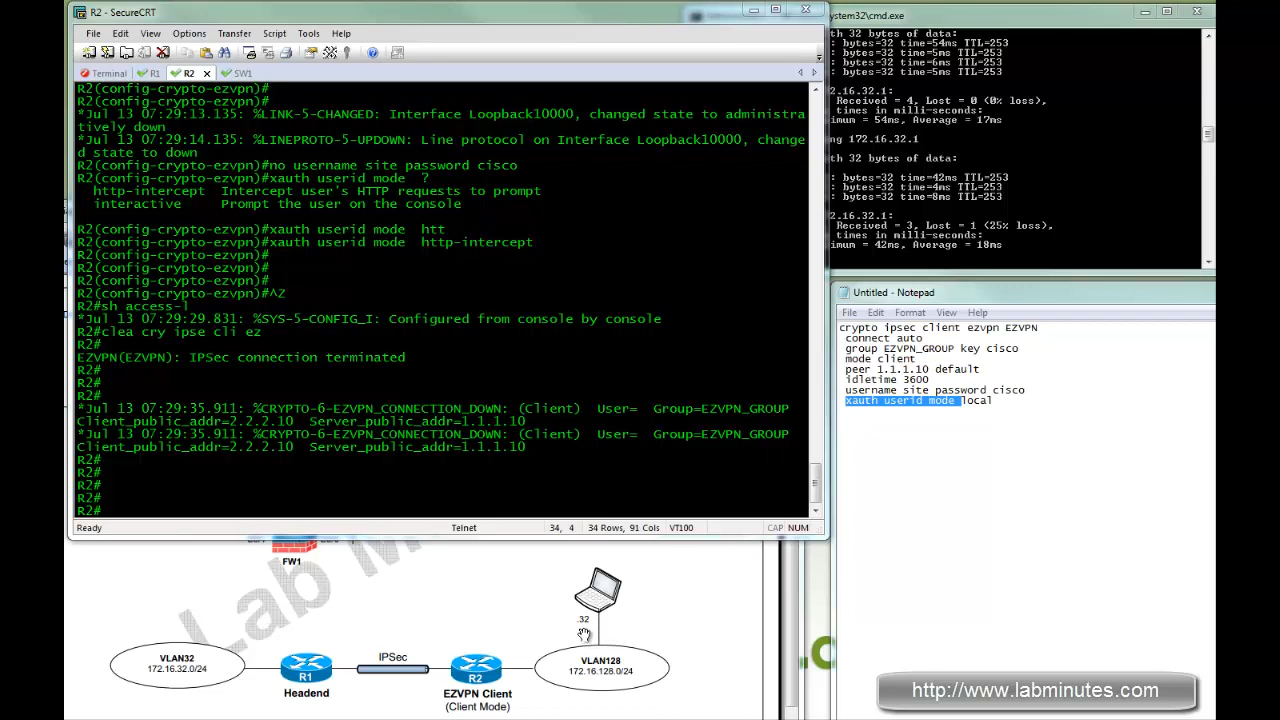 R2 - SecureCRT
File Edit View Options Transfer Script Tools Help
Terminal R1 R2 SW1
R2(config-crypto-ezvpn)#
R2(config-crypto-ezvpn)#
*Jul 13 07:29:13.135: %LINK-5-CHANGED: Interface Loopback10000, changed state to administra
tively down
*Jul 13 07:29:14.135: %LINEPROTO-5-UPDOWN: Line protocol on Interface Loopback10000, change
d state to down
R2(config-crypto-ezvpn)#no username site password cisco
R2(config-crypto-ezvpn)#xauth userid mode ?
http-intercept Intercept user's HTTP requests to prompt
interactive Prompt the user on the console
R2(config-crypto-ezvpn)#xauth userid mode htt
R2(config-crypto-ezvpn)#xauth userid mode http-intercept
R2(config-crypto-ezvpn)#
R2(config-crypto-ezvpn)#
R2(config-crypto-ezvpn)#
R2(config-crypto-ezvpn)#^Z
R2#sh access-l
*Jul 13 07:29:29.831: %SYS-5-CONFIG_I: Configured from console by console
R2#clea cry ipse cli ez
R2#
EZVPN(EZVPN): IPSec connection terminated
R2#
R2#
R2#
*Jul 13 07:29:35.911: %CRYPTO-6-EZVPN_CONNECTION_DOWN: (Client) User= Group=EZVPN_GROUP
Client_public_addr=2.2.2.10 Server_public_addr=1.1.1.10
*Jul 13 07:29:35.911: %CRYPTO-6-EZVPN_CONNECTION_DOWN: (Client) User= Group=EZVPN_GROUP
Client_public_addr=2.2.2.10 Server_public_addr=1.1.1.10
R2#
R2#
R2#
R2#
R2#
Ready Telnet 34, 4 34 Rows, 91 Cols VT100 CAP NUM
ystem32\cmd.exe
th 32 bytes of data:
: bytes=32 time=54ms TTL=253
: bytes=32 time=5ms TTL=253
: bytes=32 time=6ms TTL=253
: bytes=32 time=5ms TTL=253
2.16.32.1:
Received = 4, Lost = 0 (0% loss),
times in milli-seconds:
imum = 54ms, Average = 17ms
ng 172.16.32.1
th 32 bytes of data:
: bytes=32 time=42ms TTL=253
: bytes=32 time=4ms TTL=253
: bytes=32 time=8ms TTL=253
2.16.32.1:
Received = 3, Lost = 1 (25% loss),
times in milli-seconds:
imum = 42ms, Average = 18ms
Untitled - Notepad
File Edit Format View Help
crypto ipsec client ezvpn EZVPN
connect auto
group EZVPN_GROUP key cisco
mode client
peer 1.1.1.10 default
idletime 3600
username site password cisco
xauth userid mode local
FW1
Lab M
.32
VLAN32
172.16.32.0/24
R1
Headend
IPSec
R2
EZVPN Client
(Client Mode)
VLAN128
172.16.128.0/24
http://www.labminutes.com